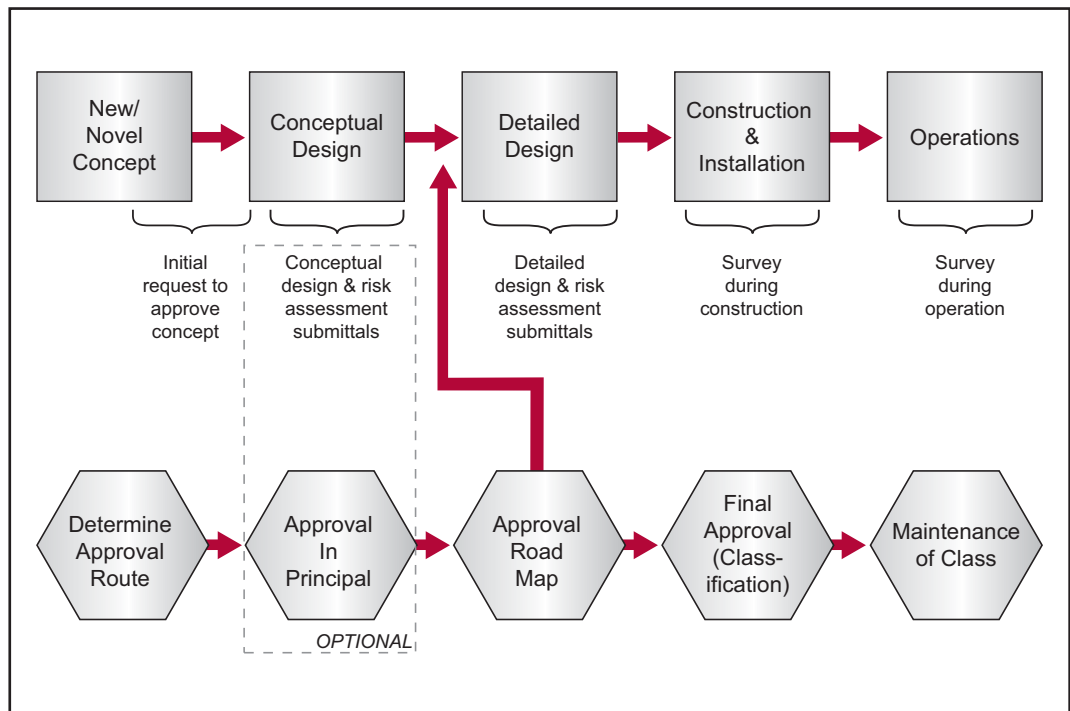 New/
Novel
Concept
Conceptual
Design
Detailed
Design
Construction
&
Installation
Operations
Initial
request to
approve
concept
Conceptual
design & risk
assessment
submittals
Detailed
design & risk
assessment
submittals
Survey
during
construction
Survey
during
operation
Determine
Approval
Route
Approval
In
Principal
Approval
Road
Map
Final
Approval
(Class-
ification)
Maintenance
of Class
OPTIONAL